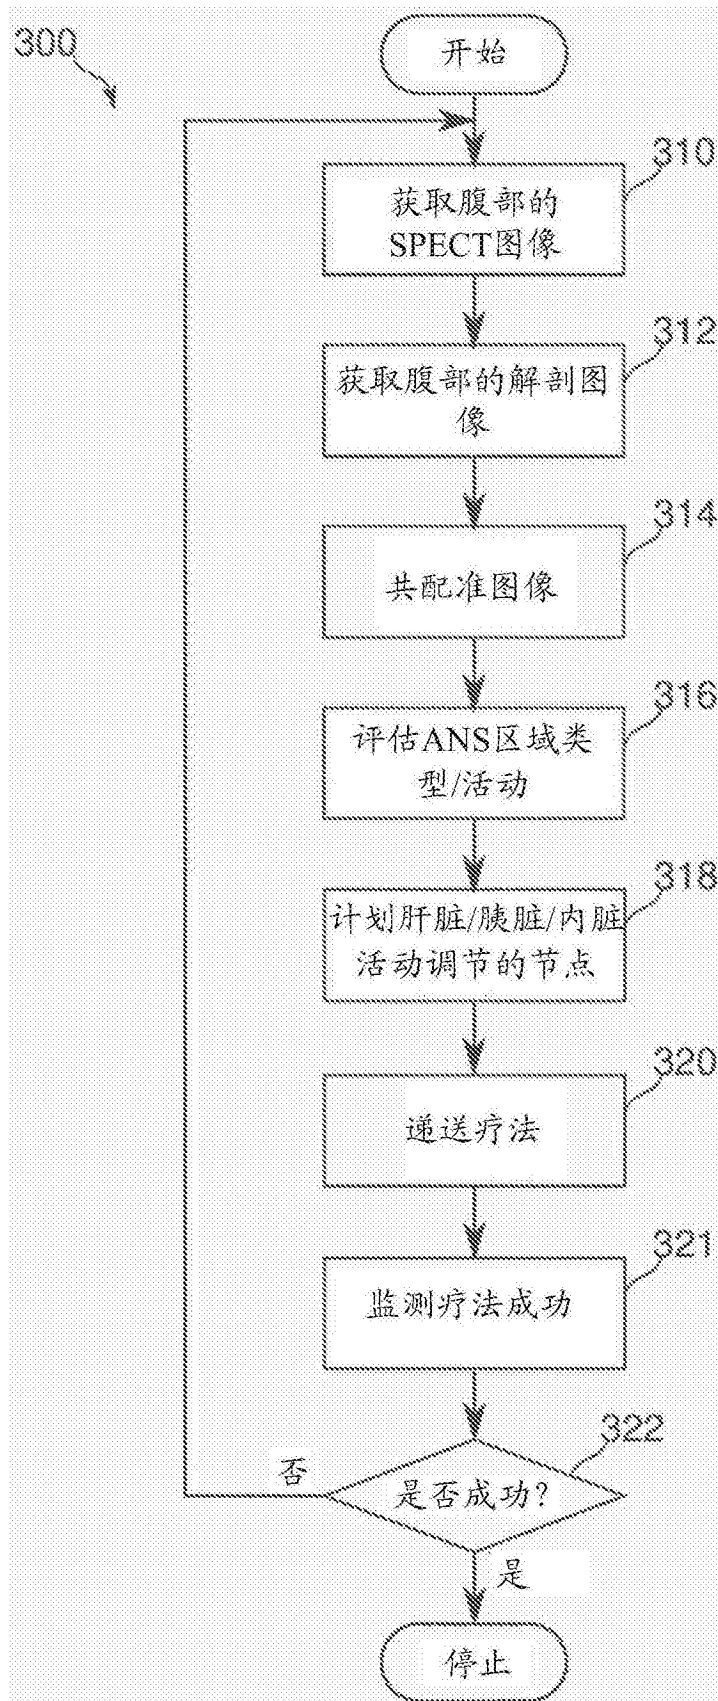 300
开始
310
获取腹部的
SPECT图像
312
获取腹部的解剖图
像
314
共配准图像
316
评估ANS区域类
型/活动
318
计划肝脏/胰脏/内脏
活动调节的节点
320
递送疗法
321
监测疗法成功
322
否
是否成功?
是
停止